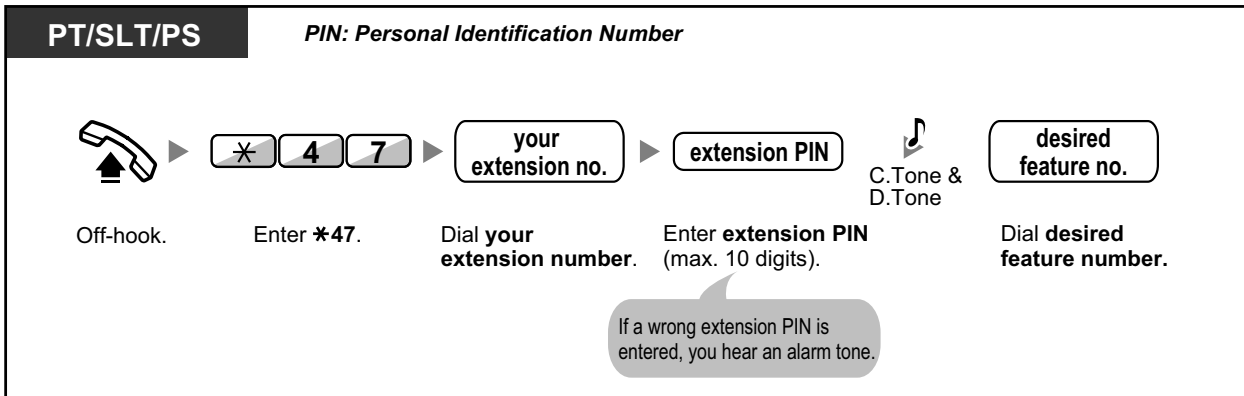 PT/SLT/PS
PIN: Personal Identification Number
✳ 4 7
your
extension no.
extension PIN
C.Tone &
D.Tone
desired
feature no.
Off-hook.
Enter ✳47.
Dial your
extension number.
Enter extension PIN
(max. 10 digits).
Dial desired
feature number.
If a wrong extension PIN is
entered, you hear an alarm tone.